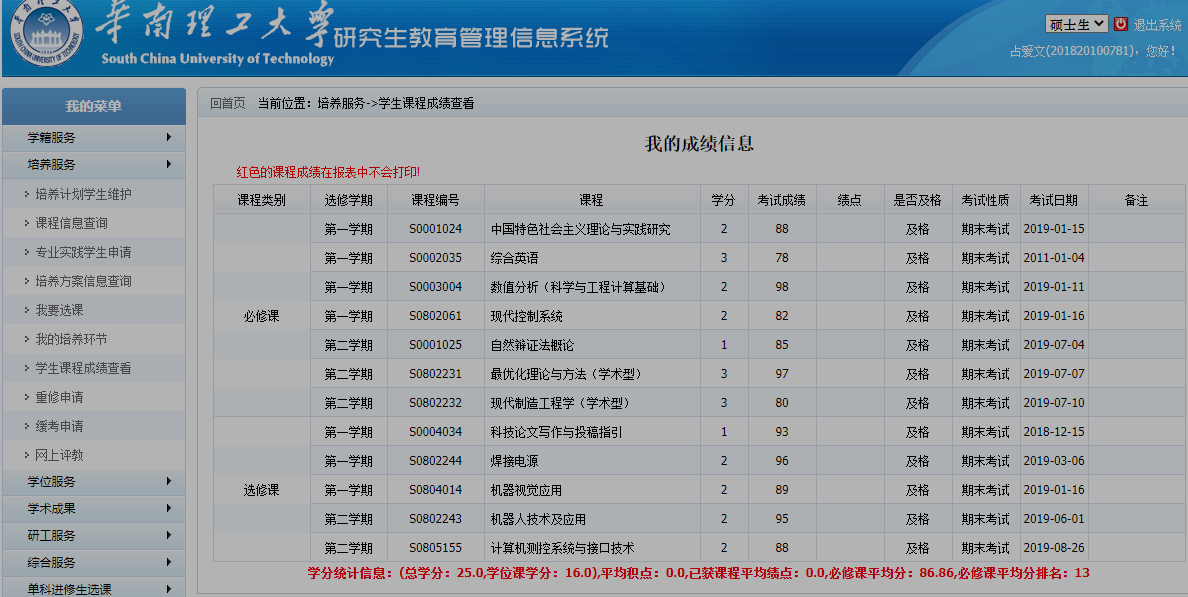 華南理工大學
South China University of Technology
研究生教育管理信息系统
硕士生
退出系统
占爱文(201820100781)，您好！
我的菜单
学籍服务
培养服务
培养计划学生维护
课程信息查询
专业实践学生申请
培养方案信息查询
我要选课
我的培养环节
学生课程成绩查看
重修申请
缓考申请
网上评教
学位服务
学术成果
研工服务
综合服务
单科进修生选课
回首页 当前位置：培养服务->学生课程成绩查看
我的成绩信息
红色的课程成绩在报表中不会打印!
课程类别 选修学期 课程编号 课程 学分 考试成绩 绩点 是否及格 考试性质 考试日期 备注
必修课
第一学期 S0001024 中国特色社会主义理论与实践研究 2 88 及格 期末考试 2019-01-15
第一学期 S0002035 综合英语 3 78 及格 期末考试 2011-01-04
第一学期 S0003004 数值分析（科学与工程计算基础） 2 98 及格 期末考试 2019-01-11
第一学期 S0802061 现代控制系统 2 82 及格 期末考试 2019-01-16
第二学期 S0001025 自然辩证法概论 1 85 及格 期末考试 2019-07-04
第二学期 S0802231 最优化理论与方法（学术型） 3 97 及格 期末考试 2019-07-07
第二学期 S0802232 现代制造工程学（学术型） 3 80 及格 期末考试 2019-07-10
选修课
第一学期 S0004034 科技论文写作与投稿指引 1 93 及格 期末考试 2018-12-15
第一学期 S0802244 焊接电源 2 96 及格 期末考试 2019-03-06
第一学期 S0804014 机器视觉应用 2 89 及格 期末考试 2019-01-16
第二学期 S0802243 机器人技术及应用 2 95 及格 期末考试 2019-06-01
第二学期 S0805155 计算机测控系统与接口技术 2 88 及格 期末考试 2019-08-26
学分统计信息：(总学分：25.0,学位课学分：16.0),平均积点：0.0,已获课程平均绩点：0.0,必修课平均分：86.86,必修课平均分排名：13